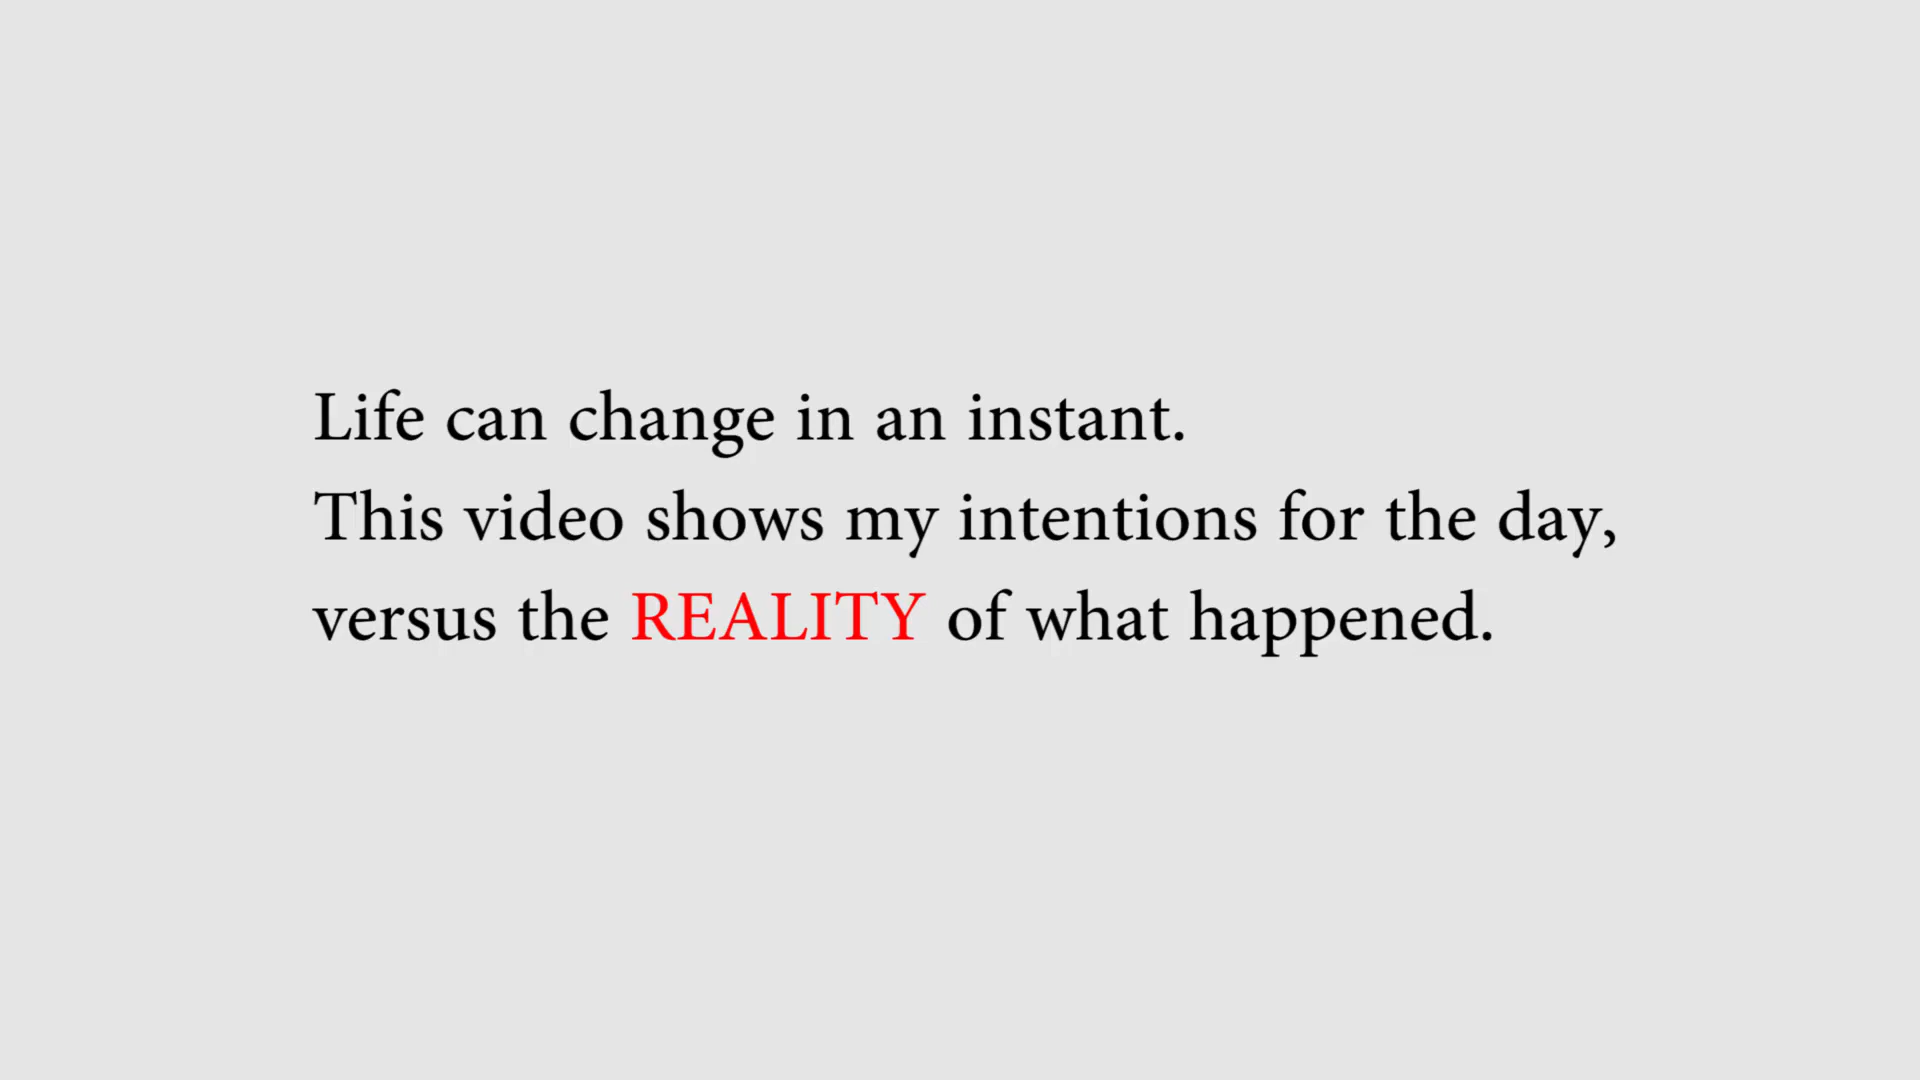 Life can change in an instant.
This video shows my intentions for the day,
versus the REALITY of what happened.